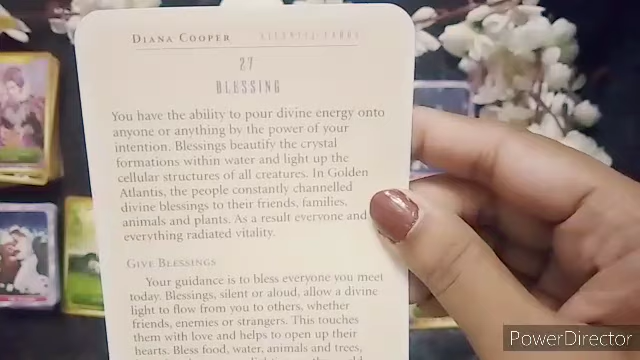 DIANA COOPER ATLANTIS CARDS
27
BLESSING
You have the ability to pour divine energy onto
anyone or anything by the power of your
intention. Blessings beautify the crystal
formations within water and light up the
cellular structures of all creatures. In Golden
Atlantis, the people constantly channelled
divine blessings to their friends, families,
animals and plants. As a result everyone and
everything radiated vitality.
GIVE BLESSINGS
Your guidance is to bless everyone you meet
today. Blessings, silent or aloud, allow a divine
light to flow from you to others, whether
friends, enemies or strangers. This touches
them with love and helps to open up their
hearts. Bless food, water, animals and trees,
PowerDirector